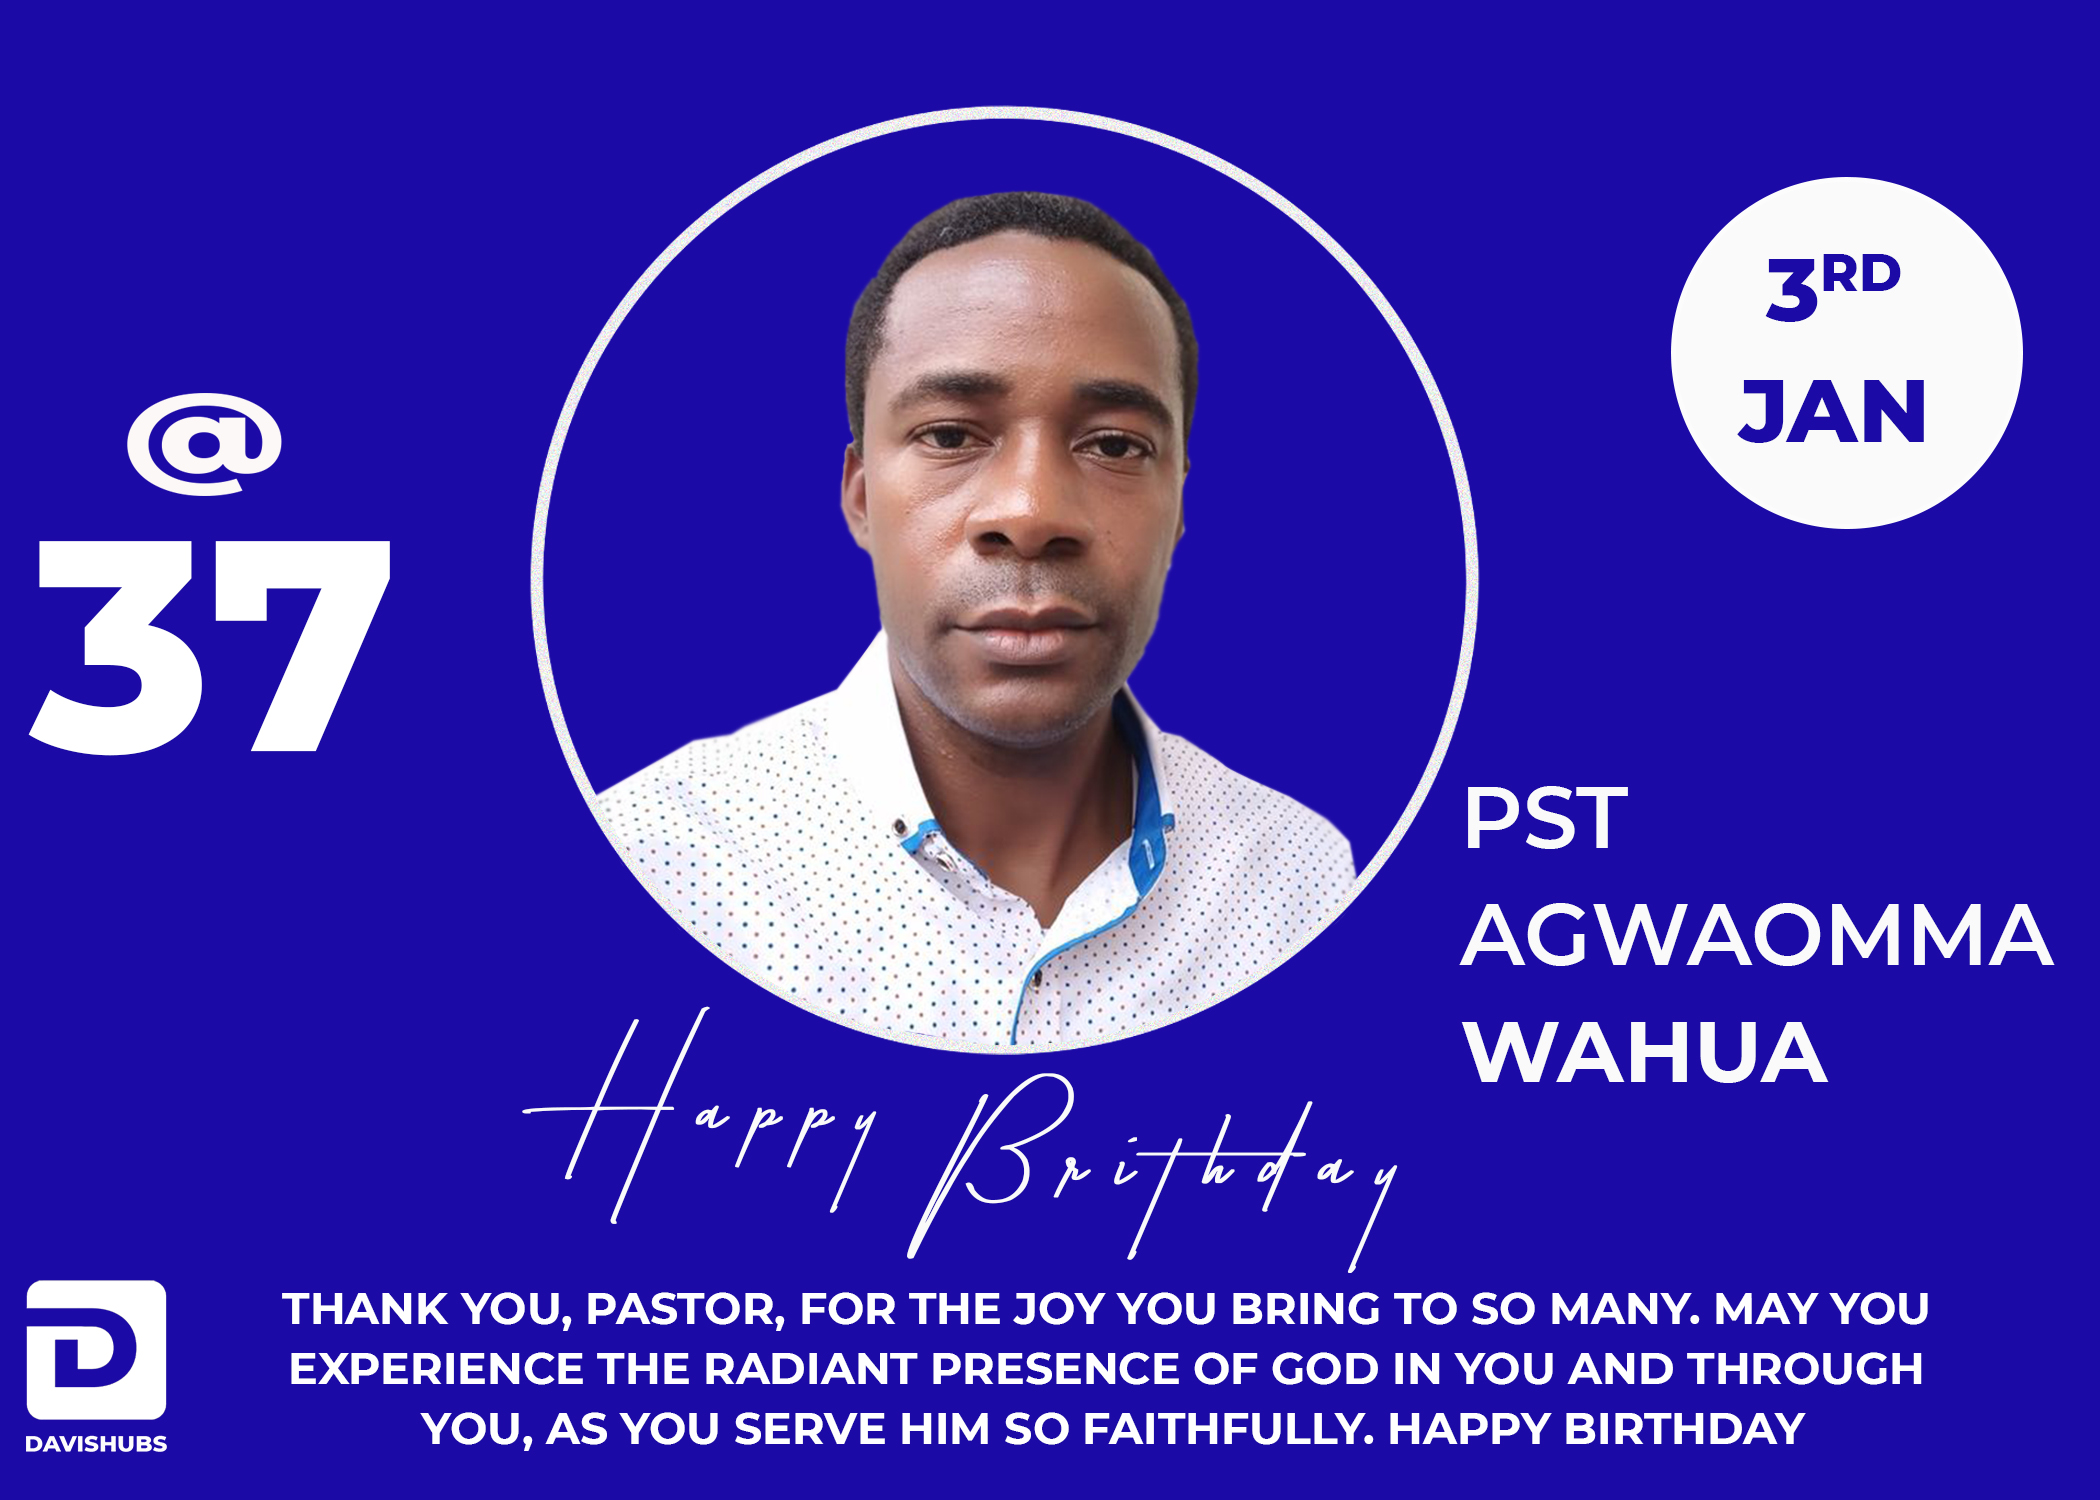 @
37
3RD
JAN
PST
AGWAOMMA
WAHUA
Happy Brithday
THANK YOU, PASTOR, FOR THE JOY YOU BRING TO SO MANY. MAY YOU
EXPERIENCE THE RADIANT PRESENCE OF GOD IN YOU AND THROUGH
YOU, AS YOU SERVE HIM SO FAITHFULLY. HAPPY BIRTHDAY
DAVISHUBS